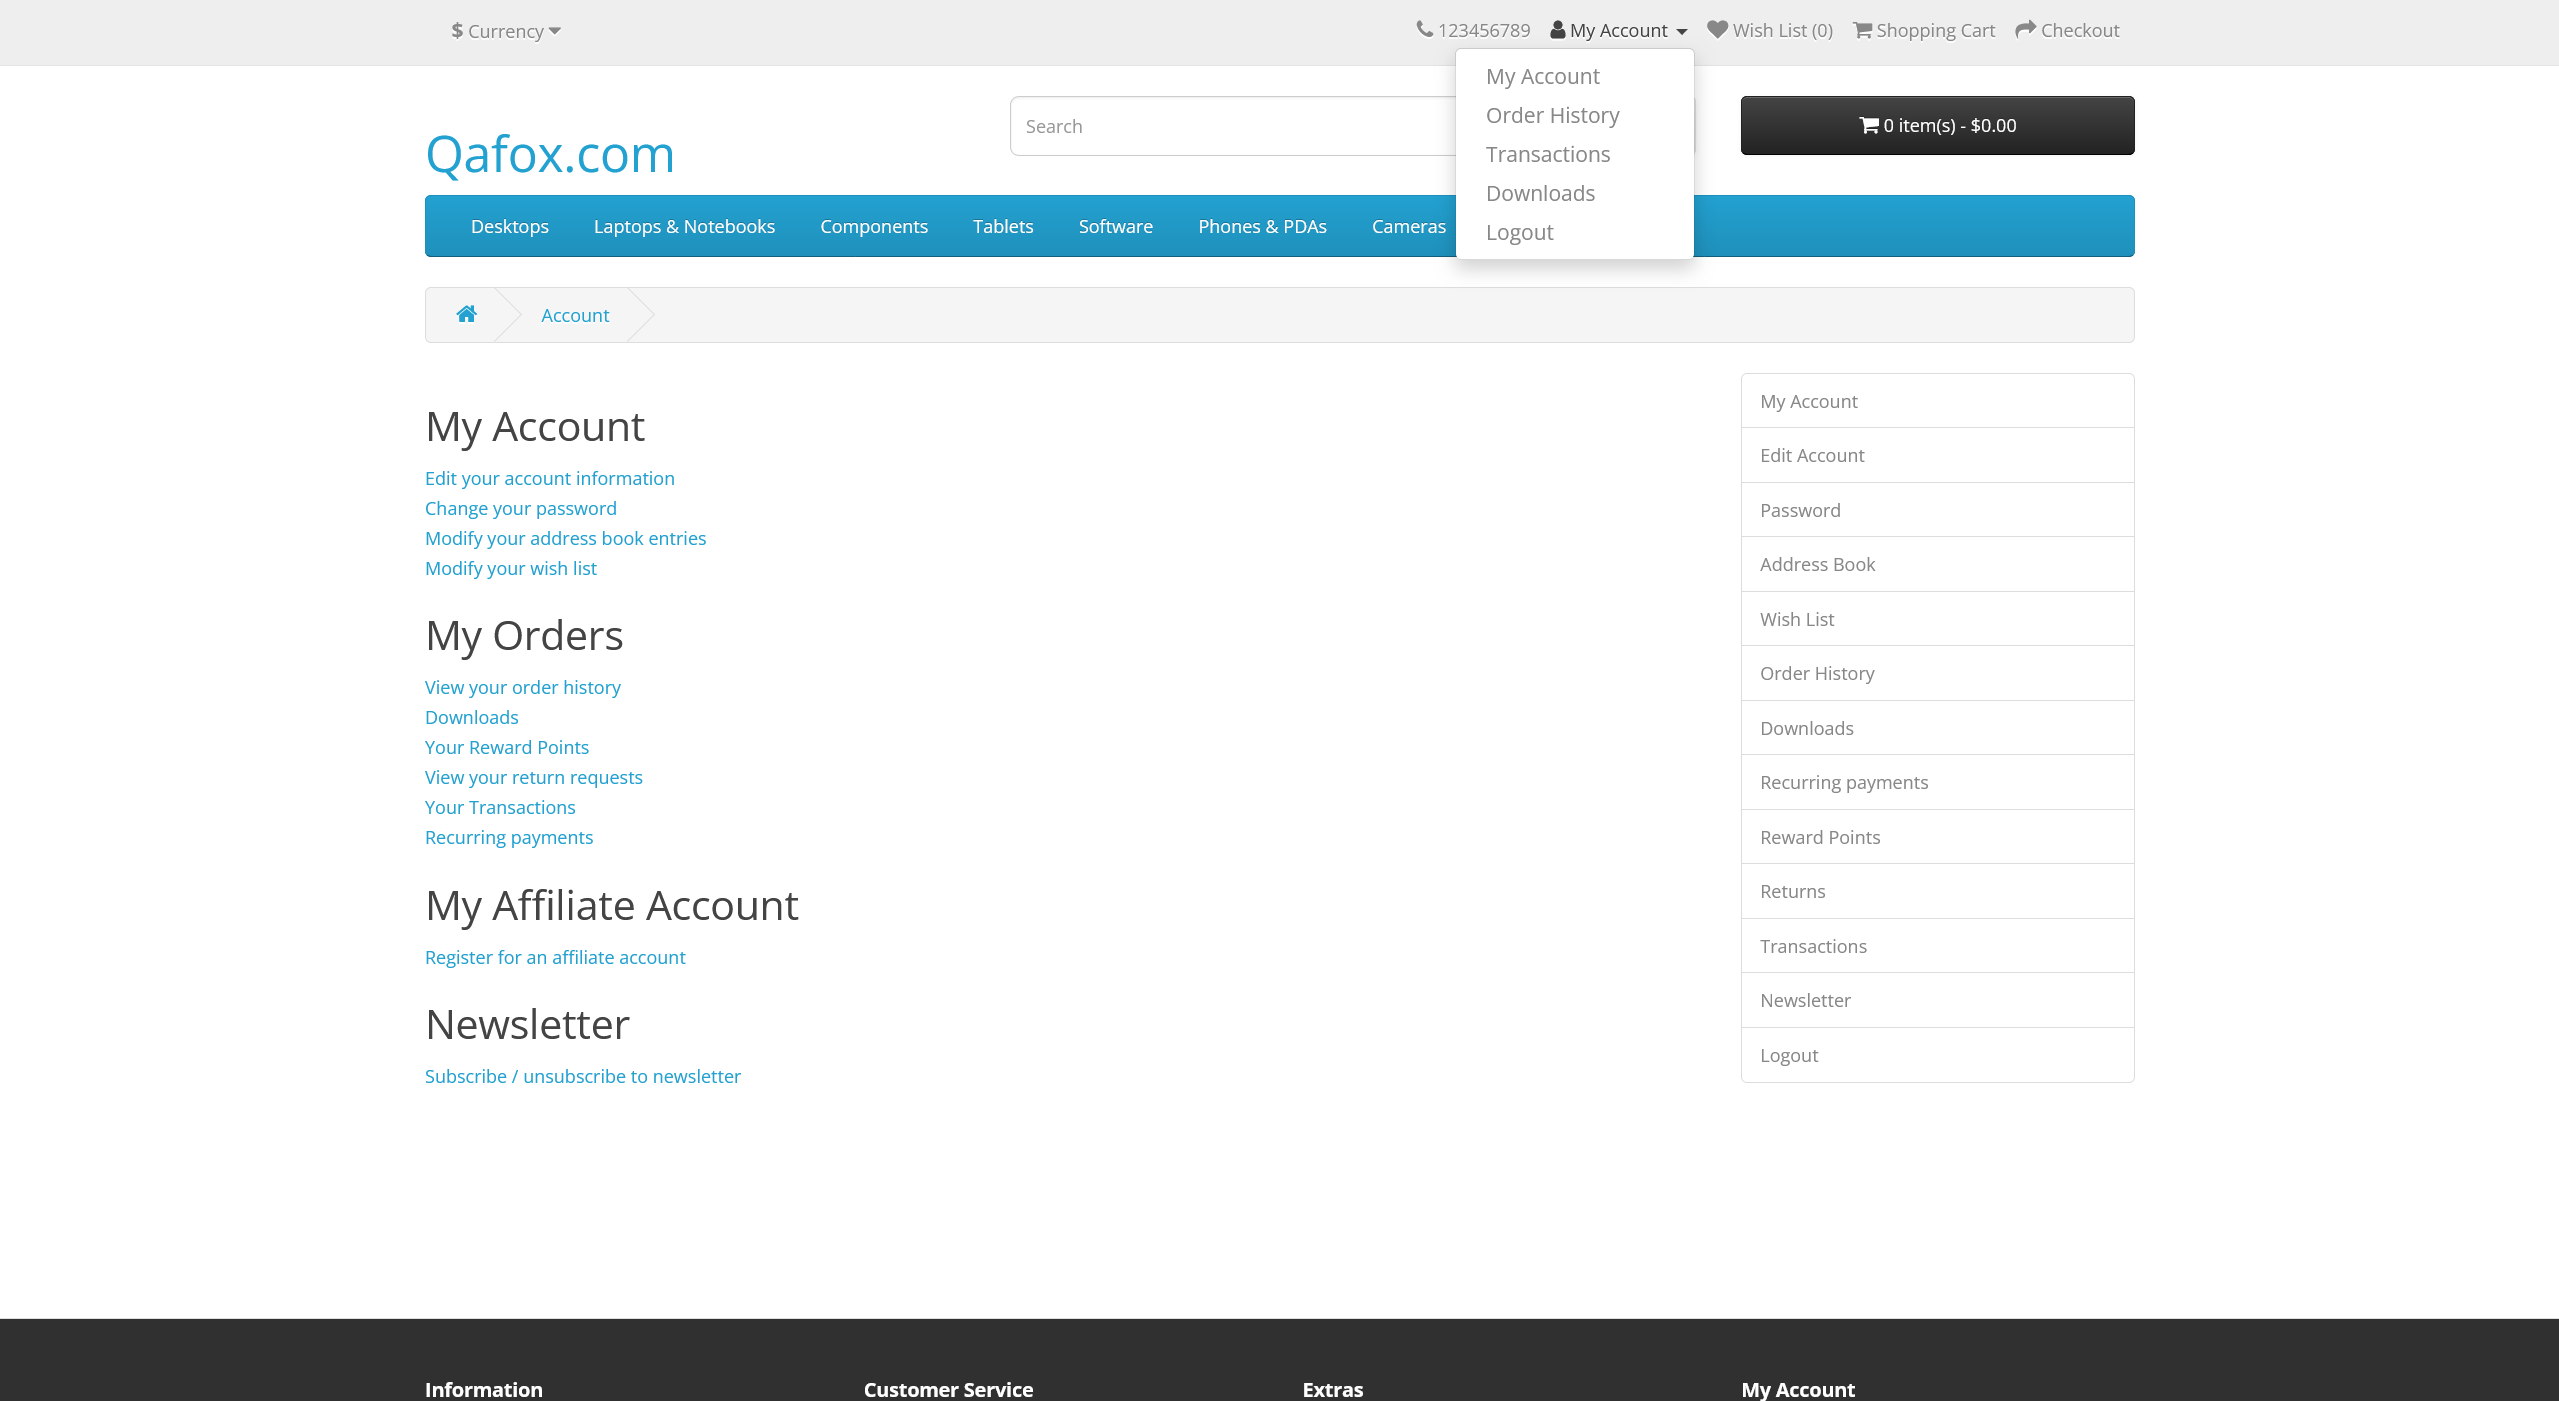 $ Currency
123456789 My Account Wish List (0) Shopping Cart Checkout
My Account
Order History
Transactions
Downloads
Logout
Qafox.com
Search
0 item(s) - $0.00
Desktops Laptops & Notebooks Components Tablets Software Phones & PDAs Cameras
Account
My Account
Edit your account information
Change your password
Modify your address book entries
Modify your wish list
My Orders
View your order history
Downloads
Your Reward Points
View your return requests
Your Transactions
Recurring payments
My Affiliate Account
Register for an affiliate account
Newsletter
Subscribe / unsubscribe to newsletter
My Account
Edit Account
Password
Address Book
Wish List
Order History
Downloads
Recurring payments
Reward Points
Returns
Transactions
Newsletter
Logout
Information Customer Service Extras My Account